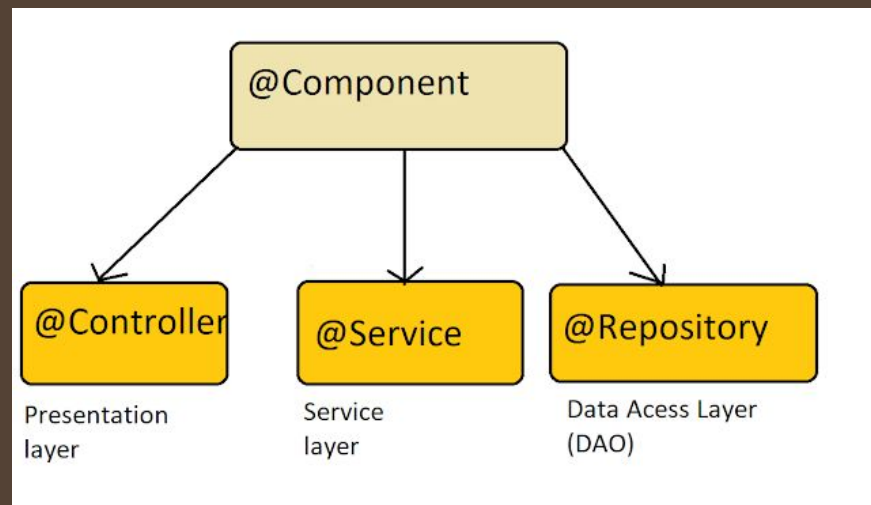 @Component
@Controller
@Service
@Repository
Presentation
layer
Service
layer
Data Acess Layer
(DAO)